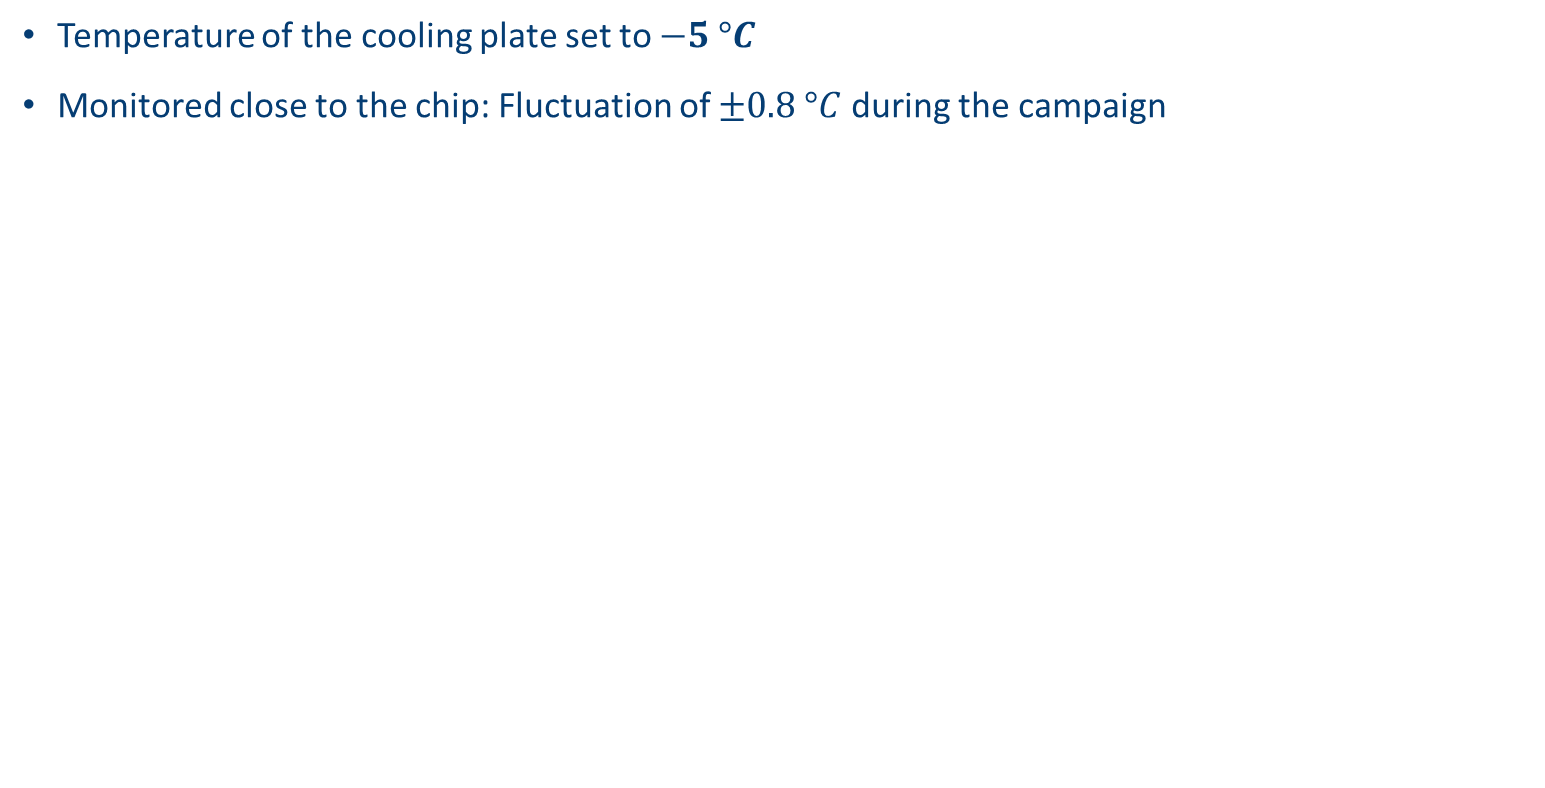 • Temperature of the cooling plate set to −5 °C
• Monitored close to the chip: Fluctuation of ±0.8 °C during the campaign